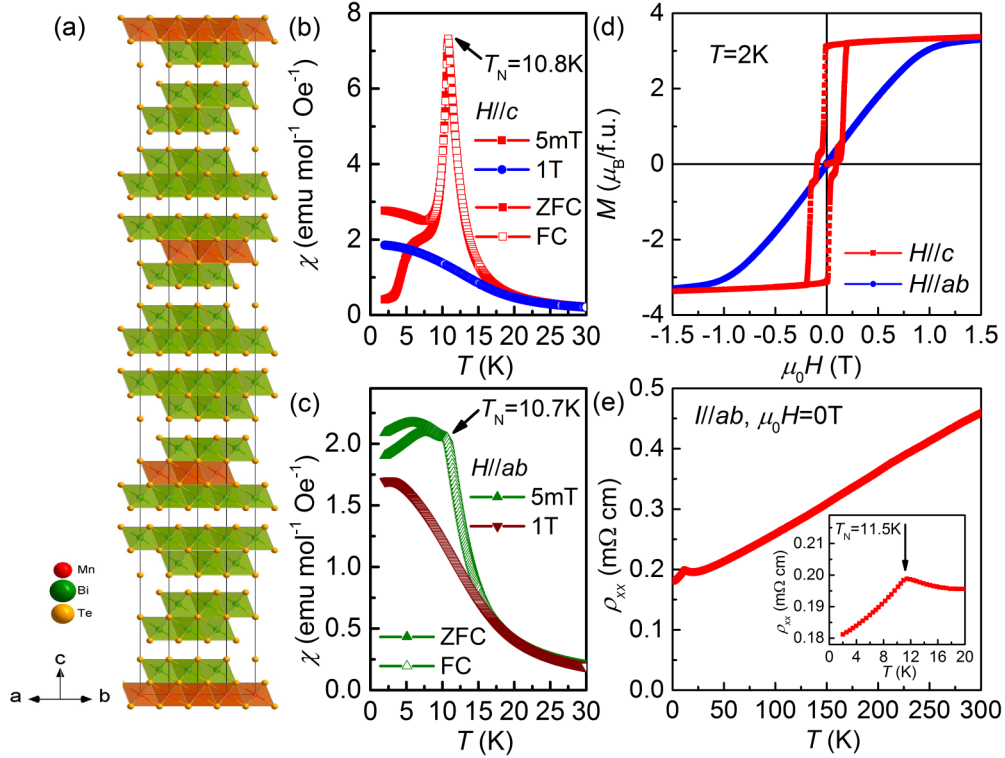 (a)
Mn
Bi
Te
c
a
b
(b)
χ (emu mol⁻¹ Oe⁻¹)
8
6
4
2
0
T_N=10.8K
H//c
5mT
1T
ZFC
FC
0 5 10 15 20 25 30
T (K)
(c)
χ (emu mol⁻¹ Oe⁻¹)
2.0
1.5
1.0
0.5
0.0
T_N=10.7K
H//ab
5mT
1T
ZFC
FC
0 5 10 15 20 25 30
T (K)
(d)
M (μ_B/f.u.)
4
2
0
-2
-4
T=2K
H//c
H//ab
-1.5 -1.0 -0.5 0.0 0.5 1.0 1.5
μ₀H (T)
(e)
ρ_xx (mΩ cm)
0.5
0.4
0.3
0.2
0.1
0.0
I//ab, μ₀H=0T
T_N=11.5K
ρ_xx (mΩ cm)
0.21
0.20
0.19
0.18
0 4 8 12 16 20
T (K)
0 50 100 150 200 250 300
T (K)